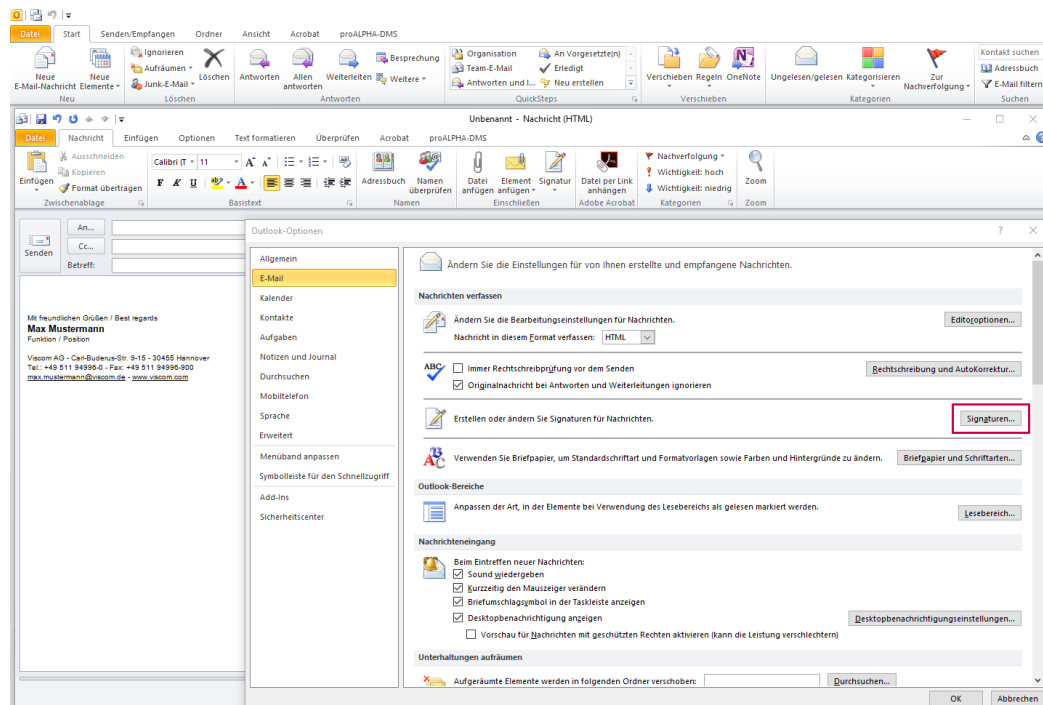 Datei Start Senden/Empfangen Ordner Ansicht Acrobat proALPHA-DMS
Neue E-Mail-Nachricht
Neue Elemente
Neu
Ignorieren
Aufräumen
Junk-E-Mail
Löschen
Löschen
Antworten
Allen antworten
Weiterleiten
Besprechung
Weitere
Antworten
Organisation
Team-E-Mail
Antworten und l...
An Vorgesetzte(n)
Erledigt
Neu erstellen
QuickSteps
Verschieben
Regeln
OneNote
Verschieben
Ungelesen/gelesen
Kategorisieren
Zur Nachverfolgung
Kategorien
Kontakt suchen
Adressbuch
E-Mail filtern
Suchen
Unbenannt - Nachricht (HTML)
Datei Nachricht Einfügen Optionen Text formatieren Überprüfen Acrobat proALPHA-DMS
Einfügen
Ausschneiden
Kopieren
Format übertragen
Zwischenablage
Calibri (T 11
F K U
Basistext
Adressbuch
Namen überprüfen
Namen
Datei anfügen
Element anfügen
Signatur
Einschließen
Datei per Link anhängen
Adobe Acrobat
Nachverfolgung
Wichtigkeit: hoch
Wichtigkeit: niedrig
Kategorien
Zoom
Zoom
Senden
An...
Cc...
Betreff:
Mit freundlichen Grüßen / Best regards
Max Mustermann
Funktion / Position
Viscom AG - Carl-Buderus-Str. 9-15 - 30455 Hannover
Tel.: +49 511 94996-0 - Fax: +49 511 94996-900
max.mustermann@viscom.de - www.viscom.com
Outlook-Optionen
Allgemein
E-Mail
Kalender
Kontakte
Aufgaben
Notizen und Journal
Durchsuchen
Mobiltelefon
Sprache
Erweitert
Menüband anpassen
Symbolleiste für den Schnellzugriff
Add-Ins
Sicherheitscenter
Ändern Sie die Einstellungen für von Ihnen erstellte und empfangene Nachrichten.
Nachrichten verfassen
Ändern Sie die Bearbeitungseinstellungen für Nachrichten.
Editoroptionen...
Nachricht in diesem Format verfassen: HTML
ABC
Immer Rechtschreibprüfung vor dem Senden
Rechtschreibung und AutoKorrektur...
Originalnachricht bei Antworten und Weiterleitungen ignorieren
Erstellen oder ändern Sie Signaturen für Nachrichten.
Signaturen...
Verwenden Sie Briefpapier, um Standardschriftart und Formatvorlagen sowie Farben und Hintergründe zu ändern.
Briefpapier und Schriftarten...
Outlook-Bereiche
Anpassen der Art, in der Elemente bei Verwendung des Lesebereichs als gelesen markiert werden.
Lesebereich...
Nachrichteneingang
Beim Eintreffen neuer Nachrichten:
Sound wiedergeben
Kurzzeitig den Mauszeiger verändern
Briefumschlagsymbol in der Taskleiste anzeigen
Desktopbenachrichtigung anzeigen
Desktopbenachrichtigungseinstellungen...
Vorschau für Nachrichten mit geschützten Rechten aktivieren (kann die Leistung verschlechtern)
Unterhaltungen aufräumen
Aufgeräumte Elemente werden in folgenden Ordner verschoben:
Durchsuchen...
OK
Abbrechen